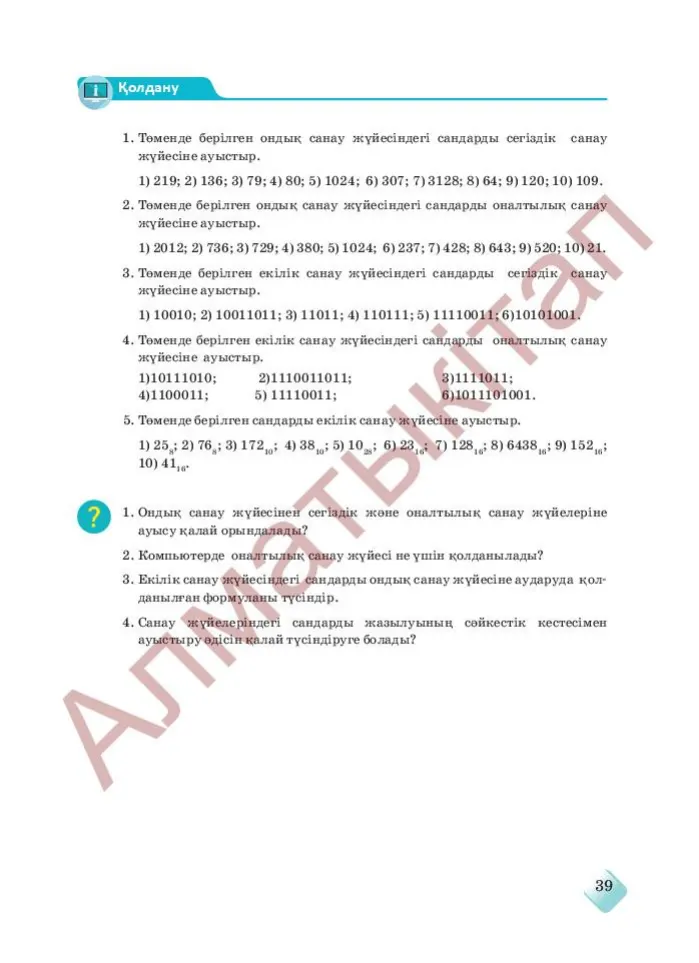 Қолдану
1. Төменде берілген ондық санау жүйесіндегі сандарды сегіздік санау
жүйесіне ауыстыр.
1) 219; 2) 136; 3) 79; 4) 80; 5) 1024; 6) 307; 7) 3128; 8) 64; 9) 120; 10) 109.
2. Төменде берілген ондық санау жүйесіндегі сандарды оналтылық санау
жүйесіне ауыстыр.
1) 2012; 2) 736; 3) 729; 4) 380; 5) 1024; 6) 237; 7) 428; 8) 643; 9) 520; 10) 21.
3. Төменде берілген екілік санау жүйесіндегі сандарды сегіздік санау
жүйесіне ауыстыр.
1) 10010; 2) 10011011; 3) 11011; 4) 110111; 5) 11110011; 6)10101001.
4. Төменде берілген екілік санау жүйесіндегі сандарды оналтылық санау
жүйесіне ауыстыр.
1)10111010; 2)1110011011; 3)1111011;
4)1100011; 5) 11110011; 6)1011101001.
5. Төменде берілген сандарды екілік санау жүйесіне ауыстыр.
1) 25₈; 2) 76₈; 3) 172₁₀; 4) 38₁₀; 5) 10₂₈; 6) 23₁₆; 7) 128₁₆; 8) 6438₁₆; 9) 152₁₆;
10) 41₁₆.
?
1. Ондық санау жүйесінен сегіздік және оналтылық санау жүйелеріне
ауысу қалай орындалады?
2. Компьютерде оналтылық санау жүйесі не үшін қолданылады?
3. Екілік санау жүйесіндегі сандарды ондық санау жүйесіне аударуда қол-
данылған формуланы түсіндір.
4. Санау жүйелеріндегі сандарды жазылуының сәйкестік кестесімен
ауыстыру әдісін қалай түсіндіруге болады?
Алматыкітап
39